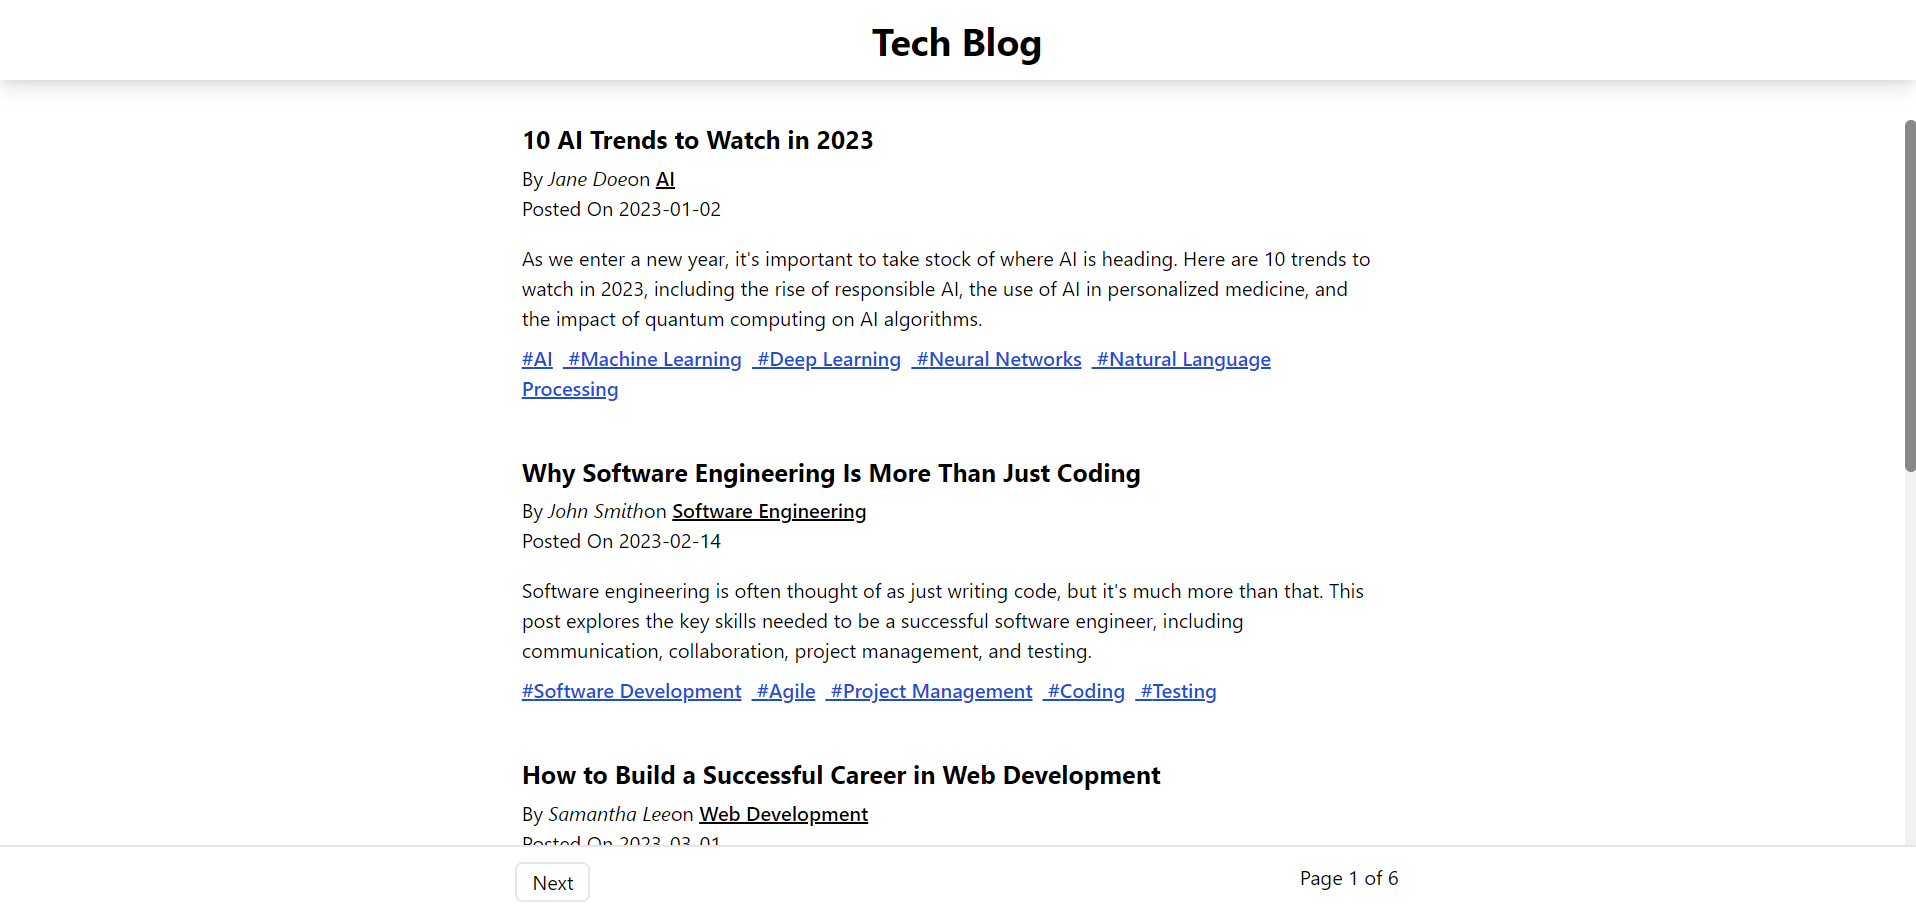 Tech Blog
10 AI Trends to Watch in 2023
By Jane Doeon AI
Posted On 2023-01-02
As we enter a new year, it's important to take stock of where AI is heading. Here are 10 trends to
watch in 2023, including the rise of responsible AI, the use of AI in personalized medicine, and
the impact of quantum computing on AI algorithms.
#AI #Machine Learning #Deep Learning #Neural Networks #Natural Language
Processing
Why Software Engineering Is More Than Just Coding
By John Smithon Software Engineering
Posted On 2023-02-14
Software engineering is often thought of as just writing code, but it's much more than that. This
post explores the key skills needed to be a successful software engineer, including
communication, collaboration, project management, and testing.
#Software Development #Agile #Project Management #Coding #Testing
How to Build a Successful Career in Web Development
By Samantha Leeon Web Development
Posted On 2023-03-01
Next
Page 1 of 6